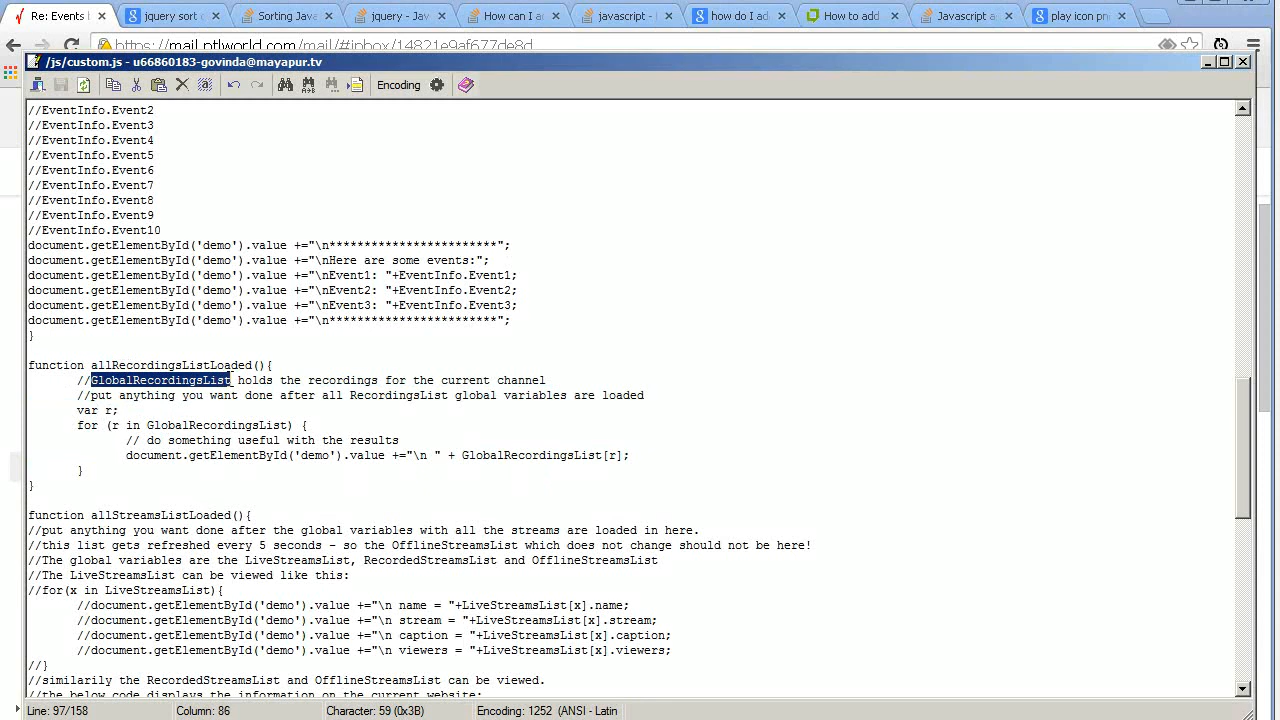 Re: Events
jquery sort
Sorting Java
jquery - Jav
How can I a
javascript -
how do I ad
How to add
Javascript a
play icon pn
https://mail.ptlworld.com/mail/#inbox/14821e9af677de8d
/js/custom.js - u66860183-govinda@mayapur.tv
Encoding
//EventInfo.Event2
//EventInfo.Event3
//EventInfo.Event4
//EventInfo.Event5
//EventInfo.Event6
//EventInfo.Event7
//EventInfo.Event8
//EventInfo.Event9
//EventInfo.Event10
document.getElementById('demo').value +="\n************************";
document.getElementById('demo').value +="\nHere are some events:";
document.getElementById('demo').value +="\nEvent1: "+EventInfo.Event1;
document.getElementById('demo').value +="\nEvent2: "+EventInfo.Event2;
document.getElementById('demo').value +="\nEvent3: "+EventInfo.Event3;
document.getElementById('demo').value +="\n************************";
}
function allRecordingsListLoaded(){
//GlobalRecordingsList holds the recordings for the current channel
//put anything you want done after all RecordingsList global variables are loaded
var r;
for (r in GlobalRecordingsList) {
// do something useful with the results
document.getElementById('demo').value +="\n " + GlobalRecordingsList[r];
}
}
function allStreamsListLoaded(){
//put anything you want done after the global variables with all the streams are loaded in here.
//this list gets refreshed every 5 seconds - so the OfflineStreamsList which does not change should not be here!
//The global variables are the LiveStreamsList, RecordedStreamsList and OfflineStreamsList
//The LiveStreamsList can be viewed like this:
//for(x in LiveStreamsList){
//document.getElementById('demo').value +="\n name = "+LiveStreamsList[x].name;
//document.getElementById('demo').value +="\n stream = "+LiveStreamsList[x].stream;
//document.getElementById('demo').value +="\n caption = "+LiveStreamsList[x].caption;
//document.getElementById('demo').value +="\n viewers = "+LiveStreamsList[x].viewers;
//}
//similarily the RecordedStreamsList and OfflineStreamsList can be viewed.
//the below code displays the information on the current website:
Line: 97/158
Column: 86
Character: 59 (0x3B)
Encoding: 1252 (ANSI - Latin